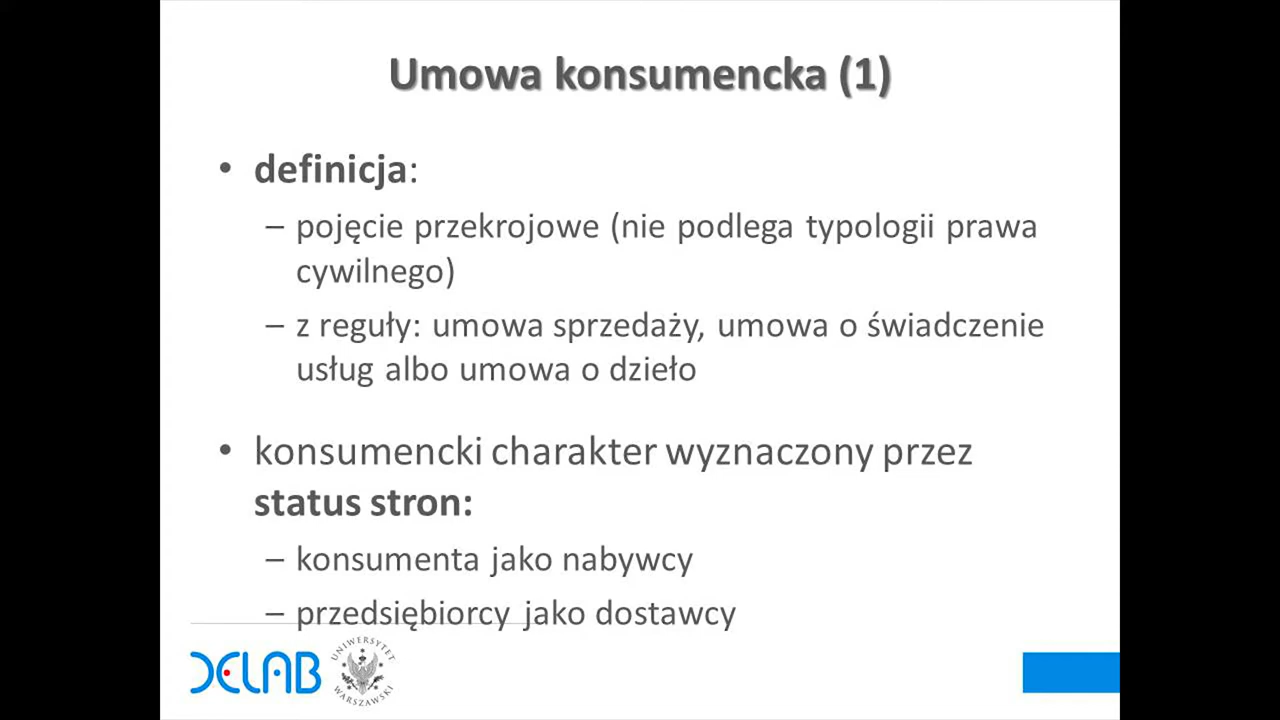 Umowa konsumencka (1)
• definicja:
– pojęcie przekrojowe (nie podlega typologii prawa
cywilnego)
– z reguły: umowa sprzedaży, umowa o świadczenie
usług albo umowa o dzieło
• konsumencki charakter wyznaczony przez
status stron:
– konsumenta jako nabywcy
– przedsiębiorcy jako dostawcy
DELAB
UNIWERSYTET
WARSZAWSKI